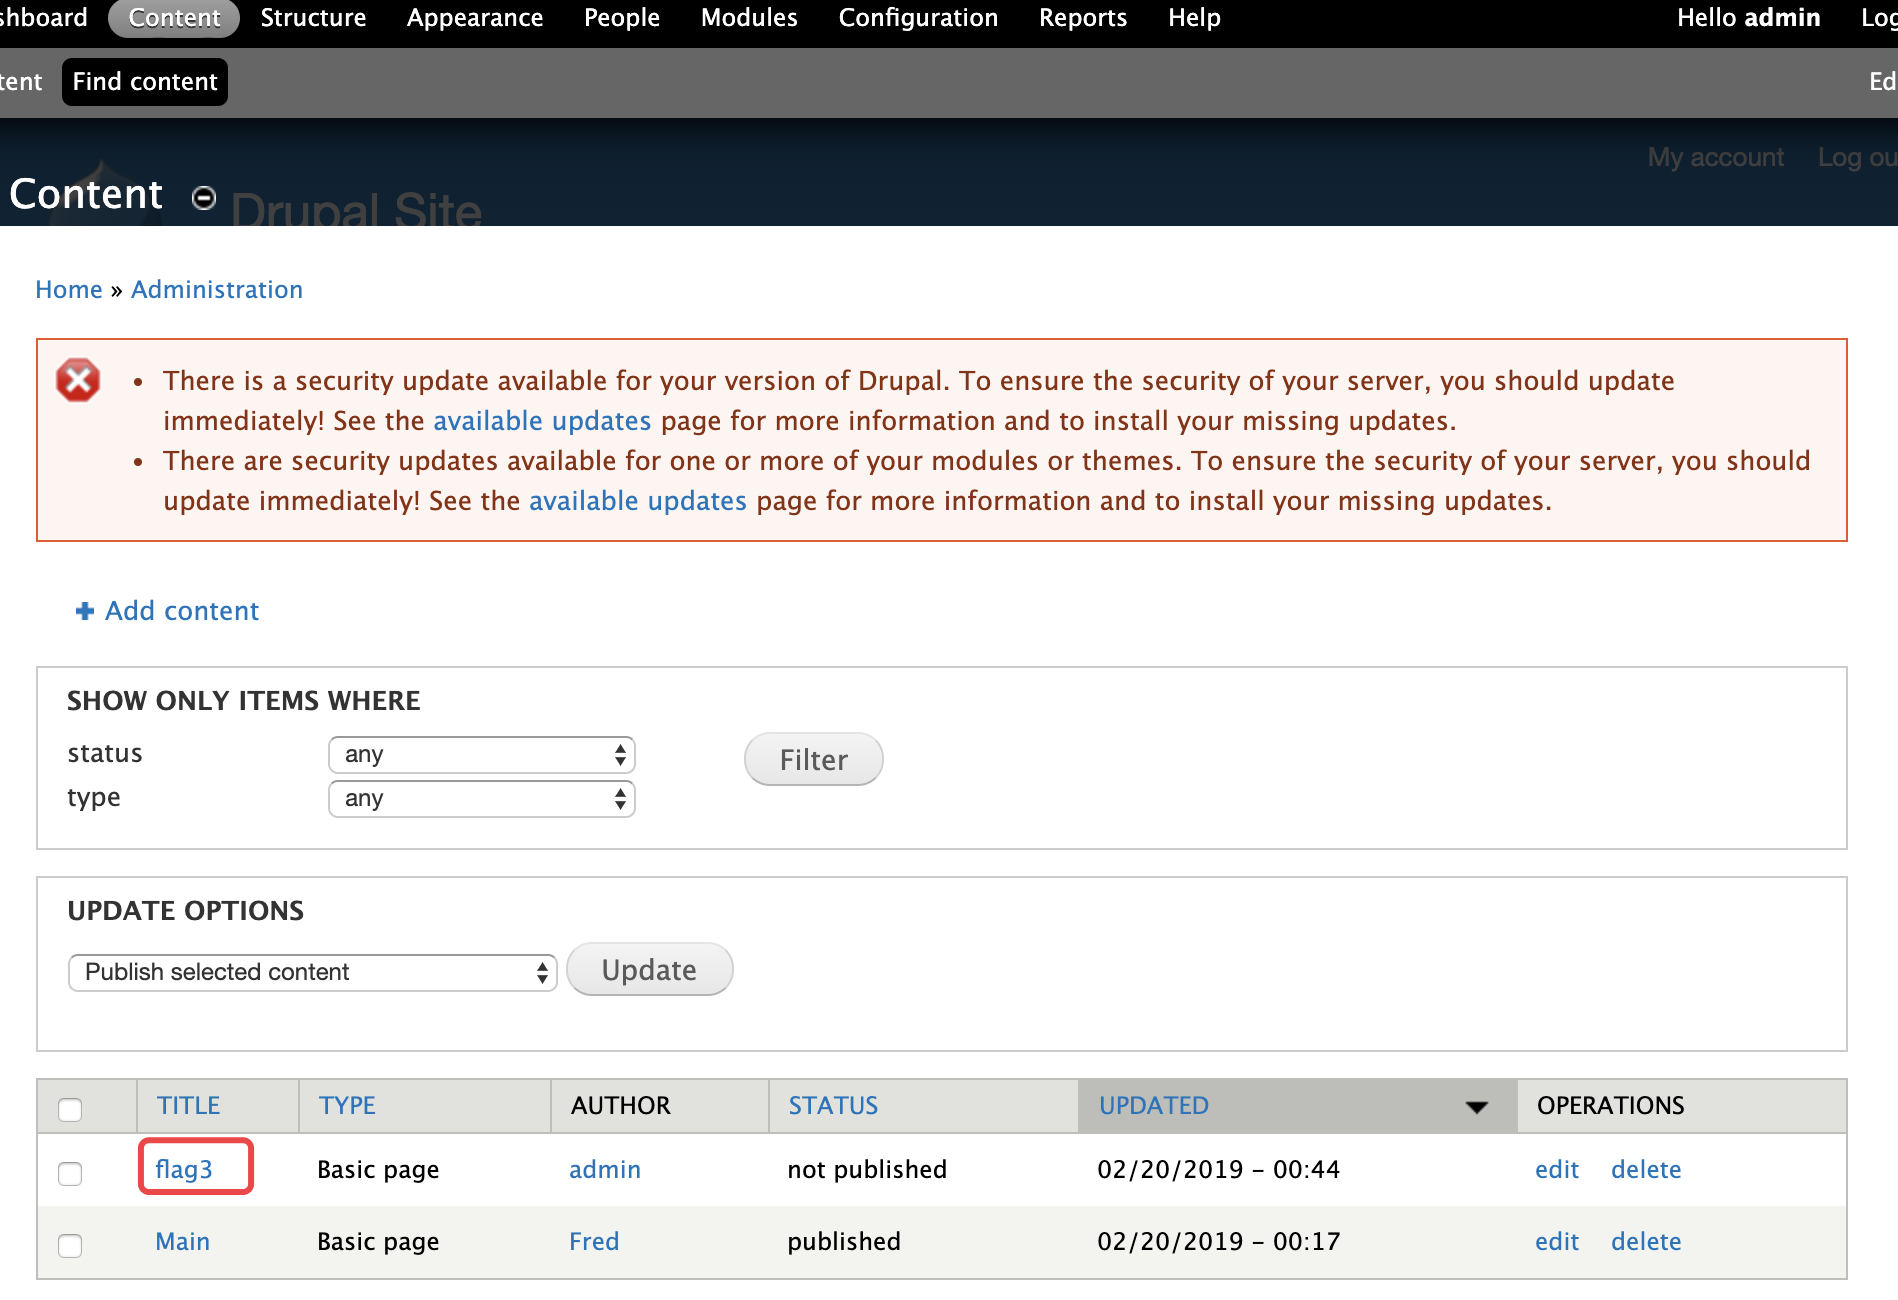 shboard Content Structure Appearance People Modules Configuration Reports Help Hello admin Log
tent Find content Ed
My account Log ou
Content Drupal Site
Home » Administration
• There is a security update available for your version of Drupal. To ensure the security of your server, you should update
immediately! See the available updates page for more information and to install your missing updates.
• There are security updates available for one or more of your modules or themes. To ensure the security of your server, you should
update immediately! See the available updates page for more information and to install your missing updates.
Add content
SHOW ONLY ITEMS WHERE
status any Filter
type any
UPDATE OPTIONS
Publish selected content Update
TITLE TYPE AUTHOR STATUS UPDATED OPERATIONS
flag3 Basic page admin not published 02/20/2019 - 00:44 edit delete
Main Basic page Fred published 02/20/2019 - 00:17 edit delete